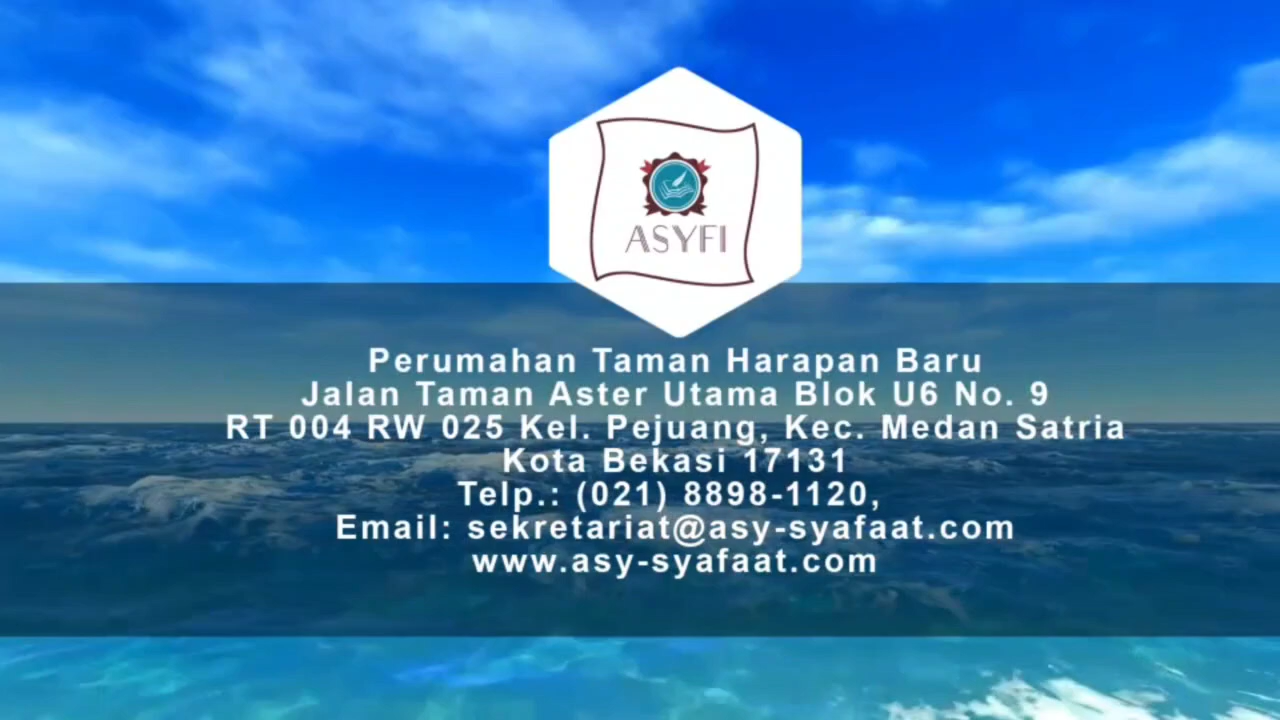 ASYFI
Perumahan Taman Harapan Baru
Jalan Taman Aster Utama Blok U6 No. 9
RT 004 RW 025 Kel. Pejuang, Kec. Medan Satria
Kota Bekasi 17131
Telp.: (021) 8898-1120,
Email: sekretariat@asy-syafaat.com
www.asy-syafaat.com